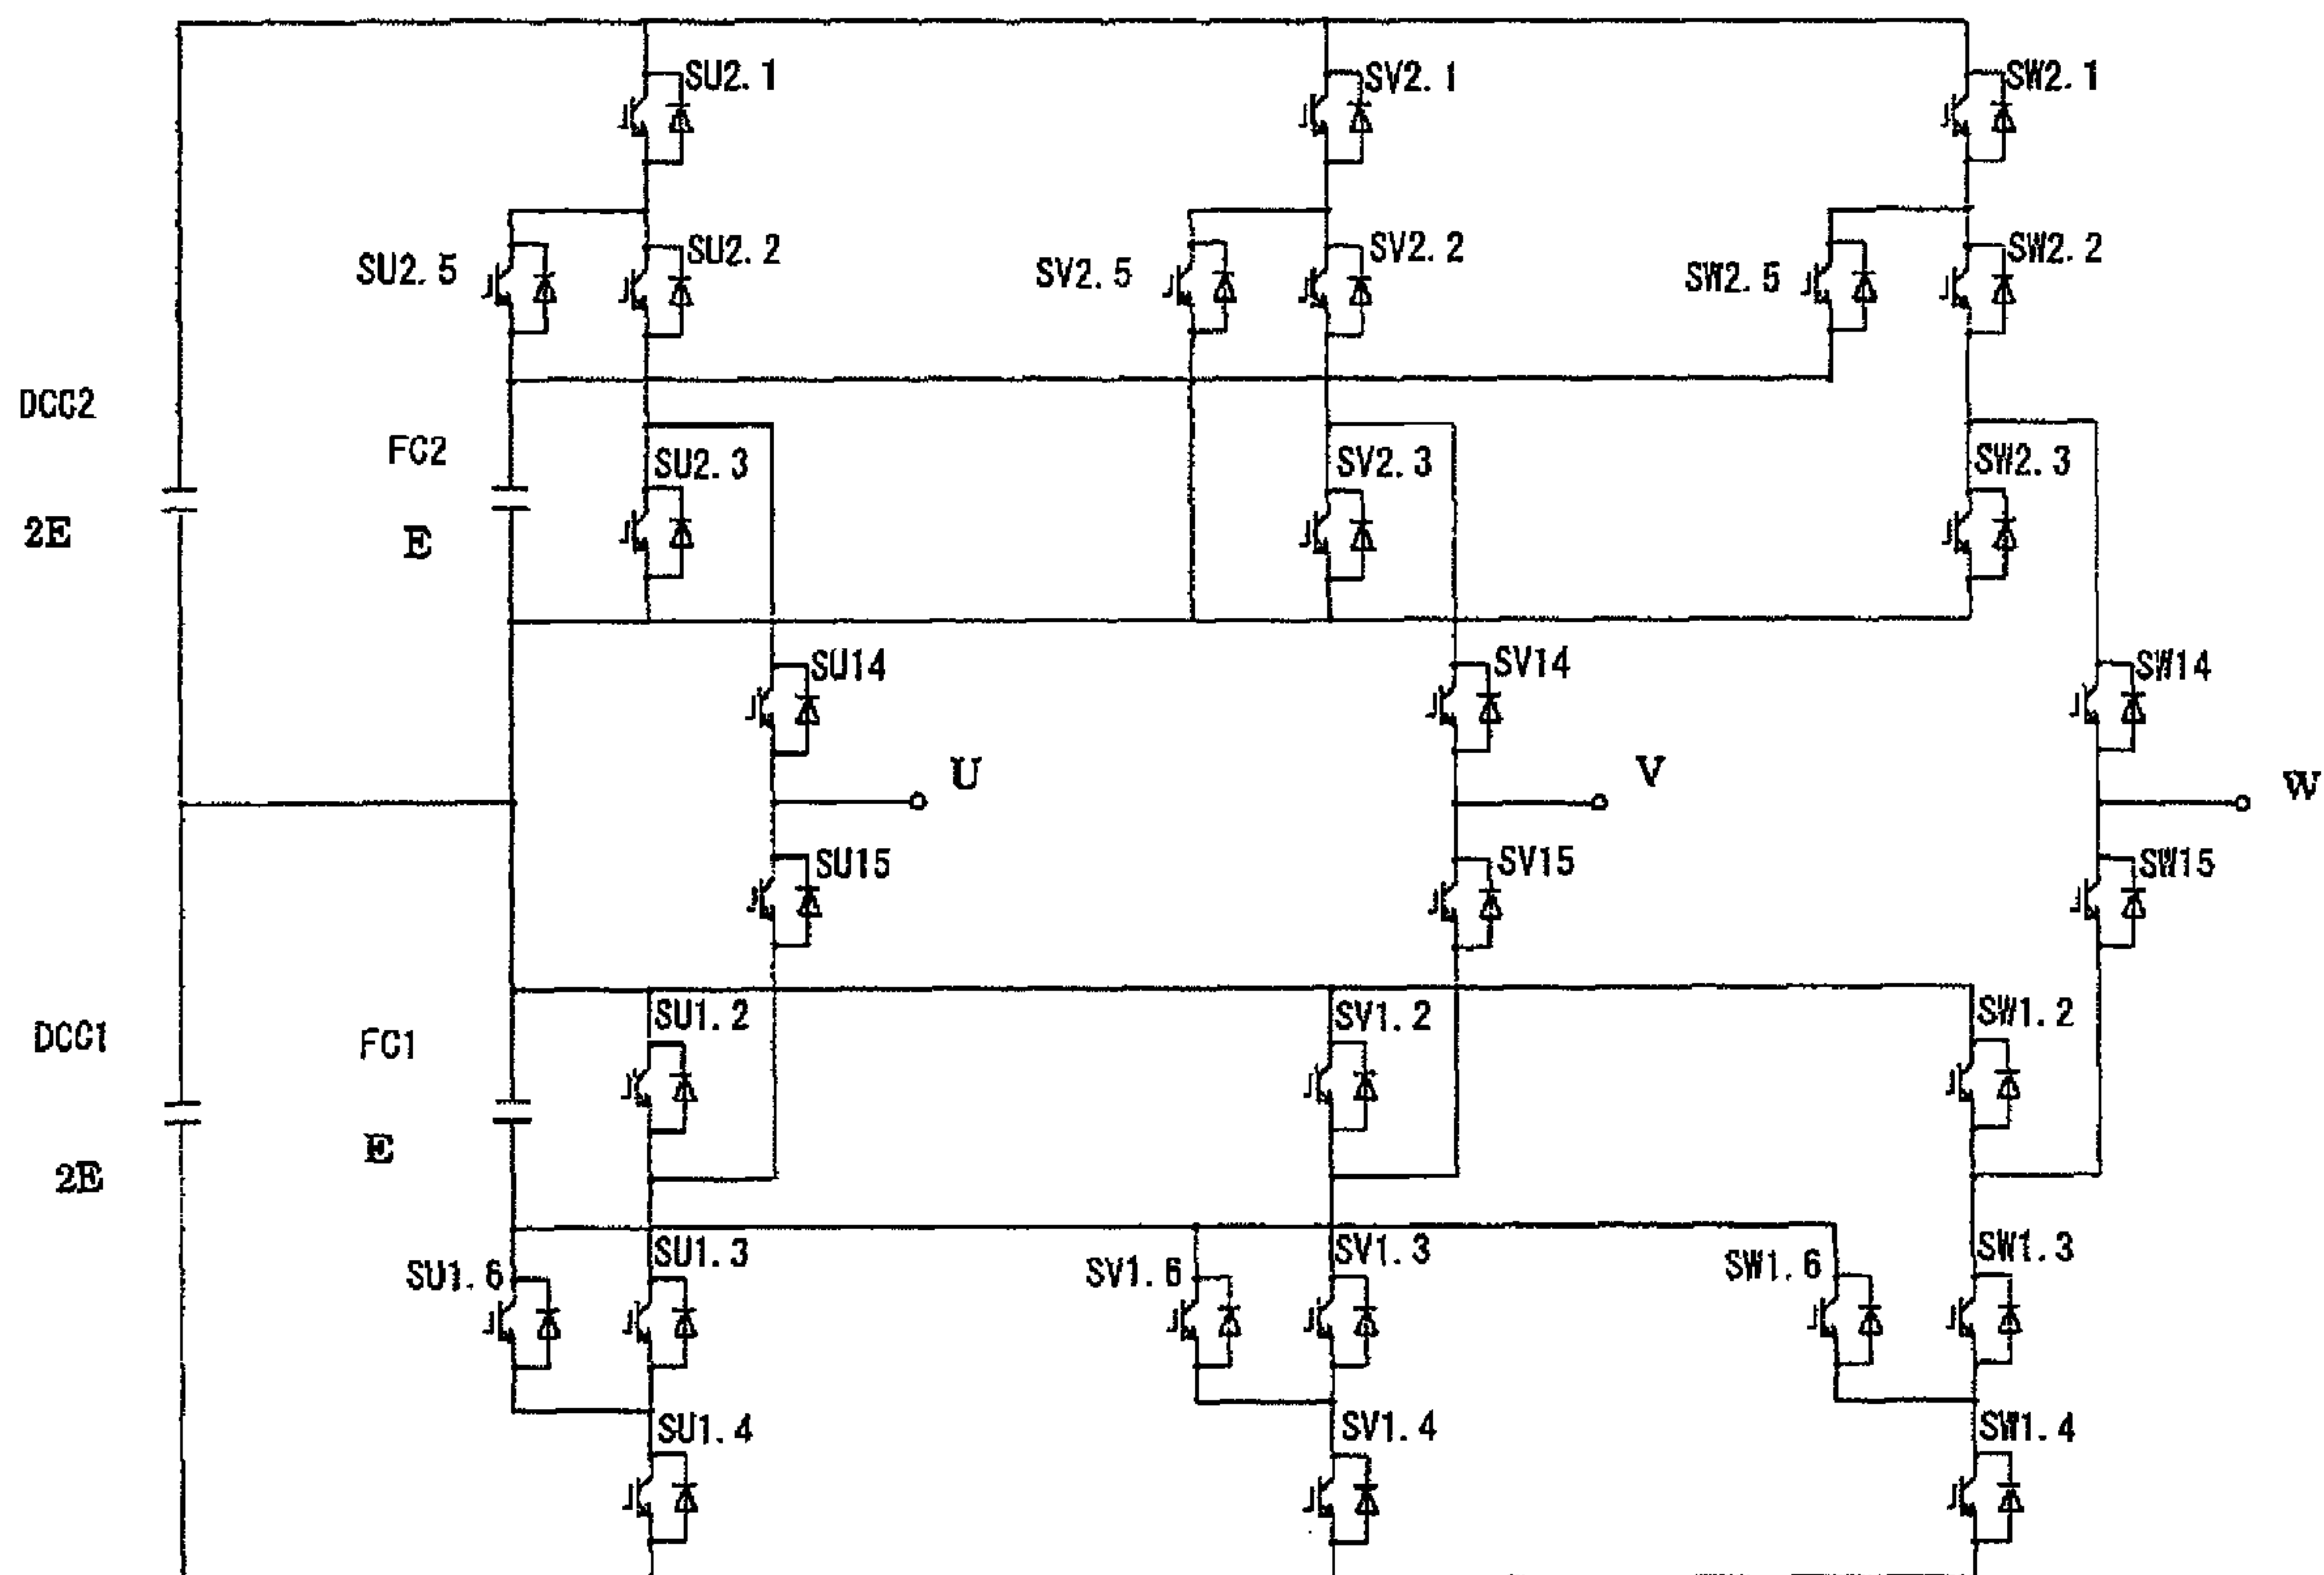 SU2.1
SV2.1
SW2.1
SU2.5
SU2.2
SV2.5
SV2.2
SW2.5
SW2.2
DCC2
FC2
SU2.3
SV2.3
SW2.3
2E
E
SU14
SV14
SW14
U
V
W
SU15
SV15
SW15
DCC1
FC1
SU1.2
SV1.2
SW1.2
2E
E
SU1.6
SU1.3
SV1.6
SV1.3
SW1.6
SW1.3
SU1.4
SV1.4
SW1.4